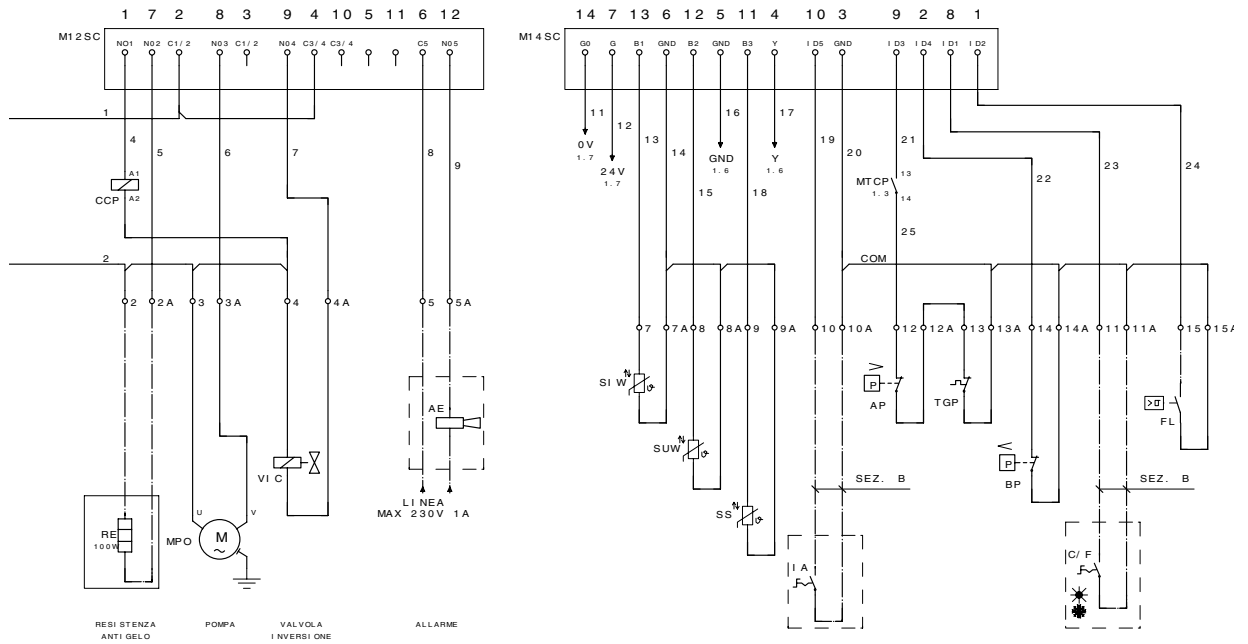 1 7 2 8 3 9 4 10 5 11 6 12
14 7 13 6 12 5 11 4 10 3 9 2 8 1
M12SC NO1 NO2 C1/2 NO3 C1/2 NO4 C3/4 C3/4 C5 NO5
M14SC G0 G B1 GND B2 GND B3 Y ID5 GND ID3 ID4 ID1 ID2
1
4 5 6 7 8 9
11 12 13 14 15 16 17 18 19 20 21 22 23 24
0V
1.7
24V
1.7
GND
1.6
Y
1.6
A1
CCP
A2
MTCP
1.3
13
14
25
2
COM
2 2A 3 3A 4 4A 5 5A
7 7A 8 8A 9 9A 10 10A 12 12A 13 13A 14 14A 11 11A 15 15A
SIW
P
AP
TGP
FL
AE
SUW
P
BP
VIC
LINEA
MAX 230V 1A
SEZ. B
SEZ. B
RE
100W
U
V
MPO
M
~
SS
IA
C/F
RESISTENZA
ANTIGELO
POMPA
VALVOLA
INVERSIONE
ALLARME